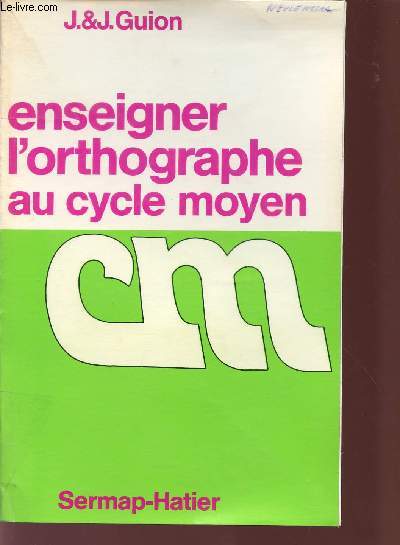 Le-livre.com
J.&J.Guion
enseigner
l'orthographe
au cycle moyen
cm
Sermap-Hatier